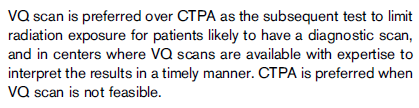 VQ scan is preferred over CTPA as the subsequent test to limit
radiation exposure for patients likely to have a diagnostic scan,
and in centers where VQ scans are available with expertise to
interpret the results in a timely manner. CTPA is preferred when
VQ scan is not feasible.